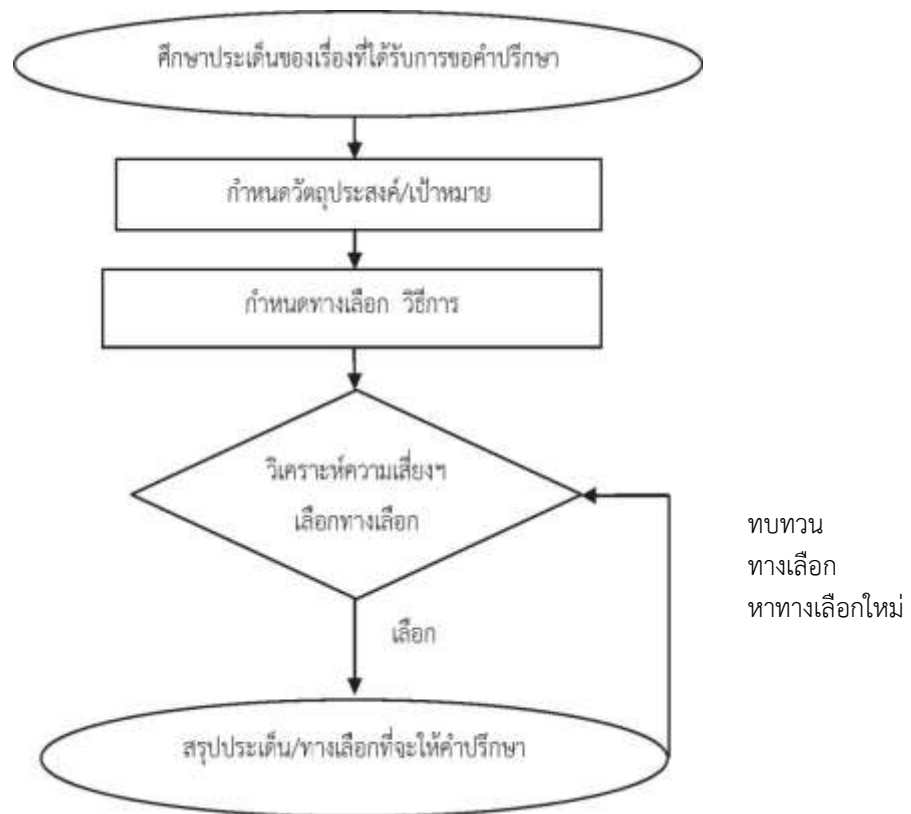 ศึกษาประเด็นของเรื่องที่ได้รับการขอคำปรึกษา
กำหนดวัตถุประสงค์/เป้าหมาย
กำหนดทางเลือก วิธีการ
วิเคราะห์ความเสี่ยงฯ
เลือกทางเลือก
ทบทวน
ทางเลือก
หาทางเลือกใหม่
เลือก
สรุปประเด็น/ทางเลือกที่จะให้คำปรึกษา